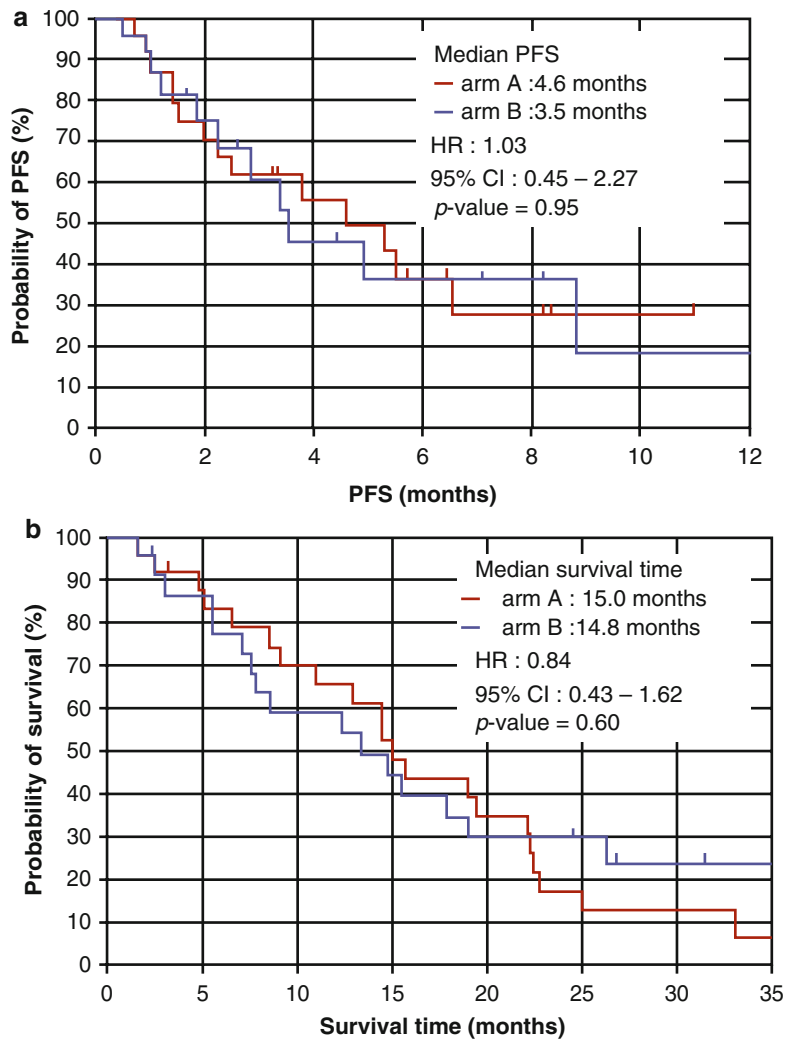 a
100
90
80
70
60
50
40
30
20
10
0
Probability of PFS (%)
Median PFS
arm A :4.6 months
arm B :3.5 months
HR : 1.03
95% CI : 0.45 – 2.27
p-value = 0.95
0 2 4 6 8 10 12
PFS (months)
b
100
90
80
70
60
50
40
30
20
10
0
Probability of survival (%)
Median survival time
arm A : 15.0 months
arm B :14.8 months
HR : 0.84
95% CI : 0.43 – 1.62
p-value = 0.60
0 5 10 15 20 25 30 35
Survival time (months)